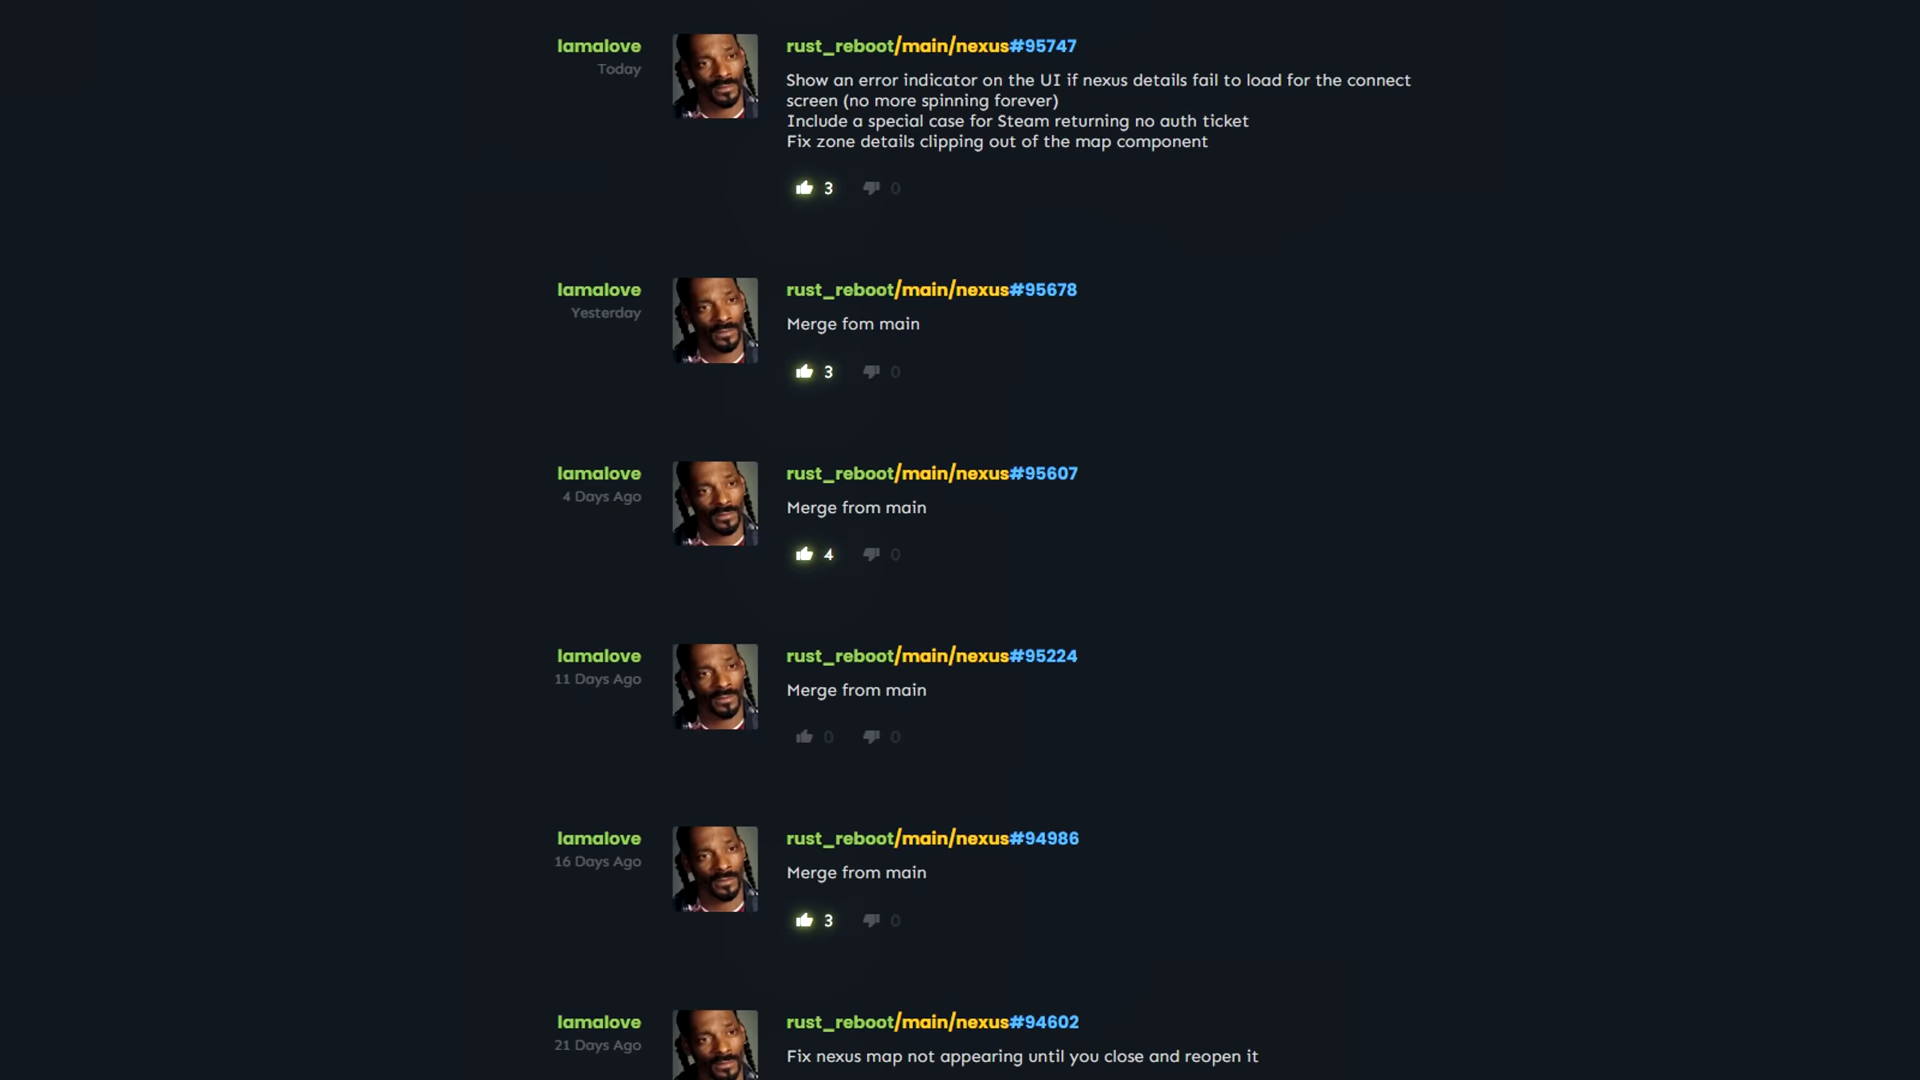 lamalove
Today
rust_reboot/main/nexus#95747
Show an error indicator on the UI if nexus details fail to load for the connect
screen (no more spinning forever)
Include a special case for Steam returning no auth ticket
Fix zone details clipping out of the map component
3 0
lamalove
Yesterday
rust_reboot/main/nexus#95678
Merge fom main
3 0
lamalove
4 Days Ago
rust_reboot/main/nexus#95607
Merge from main
4 0
lamalove
11 Days Ago
rust_reboot/main/nexus#95224
Merge from main
0 0
lamalove
16 Days Ago
rust_reboot/main/nexus#94986
Merge from main
3 0
lamalove
21 Days Ago
rust_reboot/main/nexus#94602
Fix nexus map not appearing until you close and reopen it